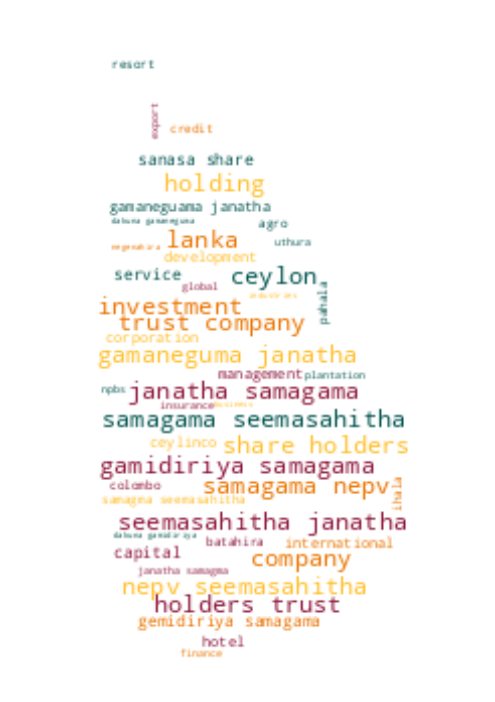 resort
export
credit
sanasa share
holding
gamaneguama janatha
dakuna gamaneguma
agro
negenahira lanka uthura
development
service ceylon
global
industries
pahala
investment
trust company
corporation
gamaneguma janatha
management plantation
npbs janatha samagama
insurance business
samagama seemasahitha
ceylinco share holders
gamidiriya samagama
colombo samagama nepv
ihala
samagma seemasahitha
seemasahitha janatha
dakuna gamidiriya
batahira international
capital company
janatha samagma
nepv seemasahitha
holders trust
gemidiriya samagama
hotel
finance